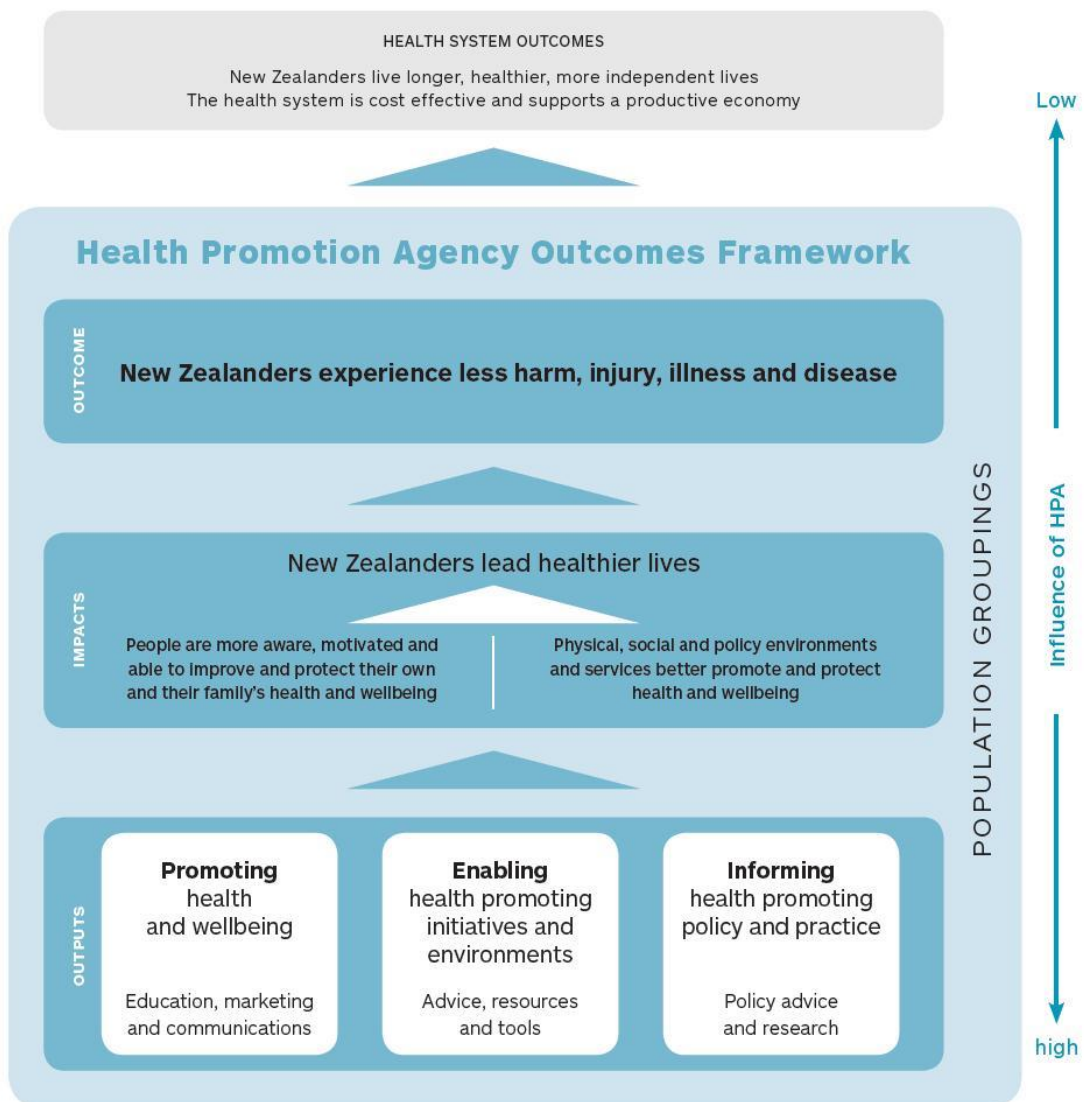 HEALTH SYSTEM OUTCOMES
New Zealanders live longer, healthier, more independent lives
The health system is cost effective and supports a productive economy
Low
Health Promotion Agency Outcomes Framework
OUTCOME
New Zealanders experience less harm, injury, illness and disease
IMPACTS
New Zealanders lead healthier lives
People are more aware, motivated and
able to improve and protect their own
and their family's health and wellbeing
Physical, social and policy environments
and services better promote and protect
health and wellbeing
POPULATION GROUPINGS
Influence of HPA
OUTPUTS
Promoting
health
and wellbeing
Education, marketing
and communications
Enabling
health promoting
initiatives and
environments
Advice, resources
and tools
Informing
health promoting
policy and practice
Policy advice
and research
high